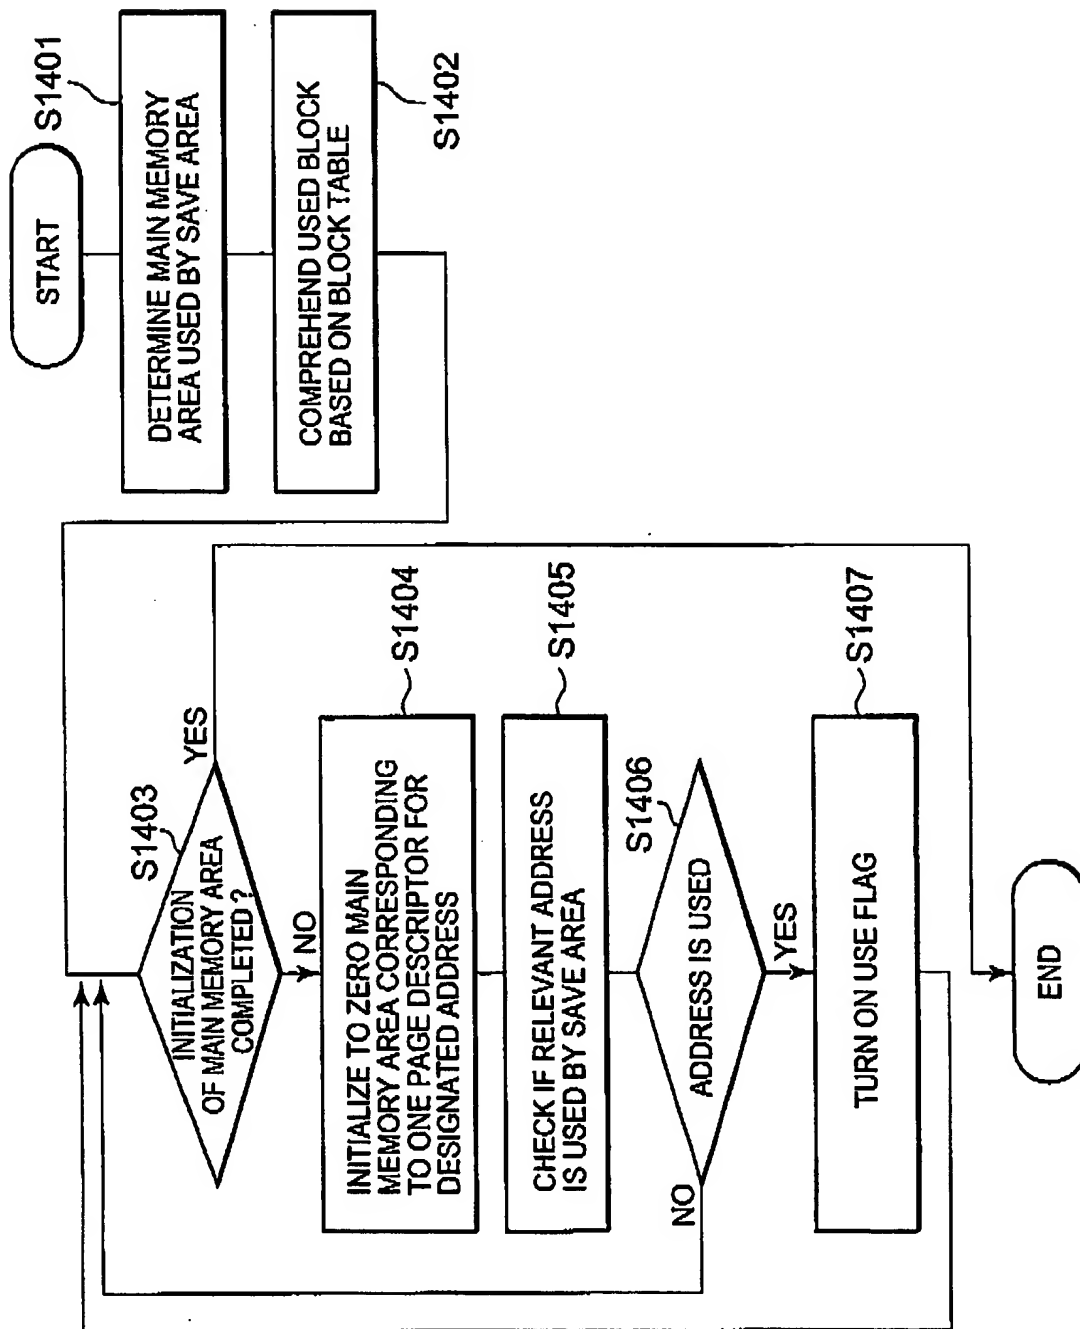 START
S1401
DETERMINE MAIN MEMORY
AREA USED BY SAVE AREA
S1402
COMPREHEND USED BLOCK
BASED ON BLOCK TABLE
S1403
INITIALIZATION
OF MAIN MEMORY AREA
COMPLETED ?
YES
NO
S1404
INITIALIZE TO ZERO MAIN
MEMORY AREA CORRESPONDING
TO ONE PAGE DESCRIPTOR FOR
DESIGNATED ADDRESS
S1405
CHECK IF RELEVANT ADDRESS
IS USED BY SAVE AREA
S1406
ADDRESS IS USED
NO
YES
S1407
TURN ON USE FLAG
END